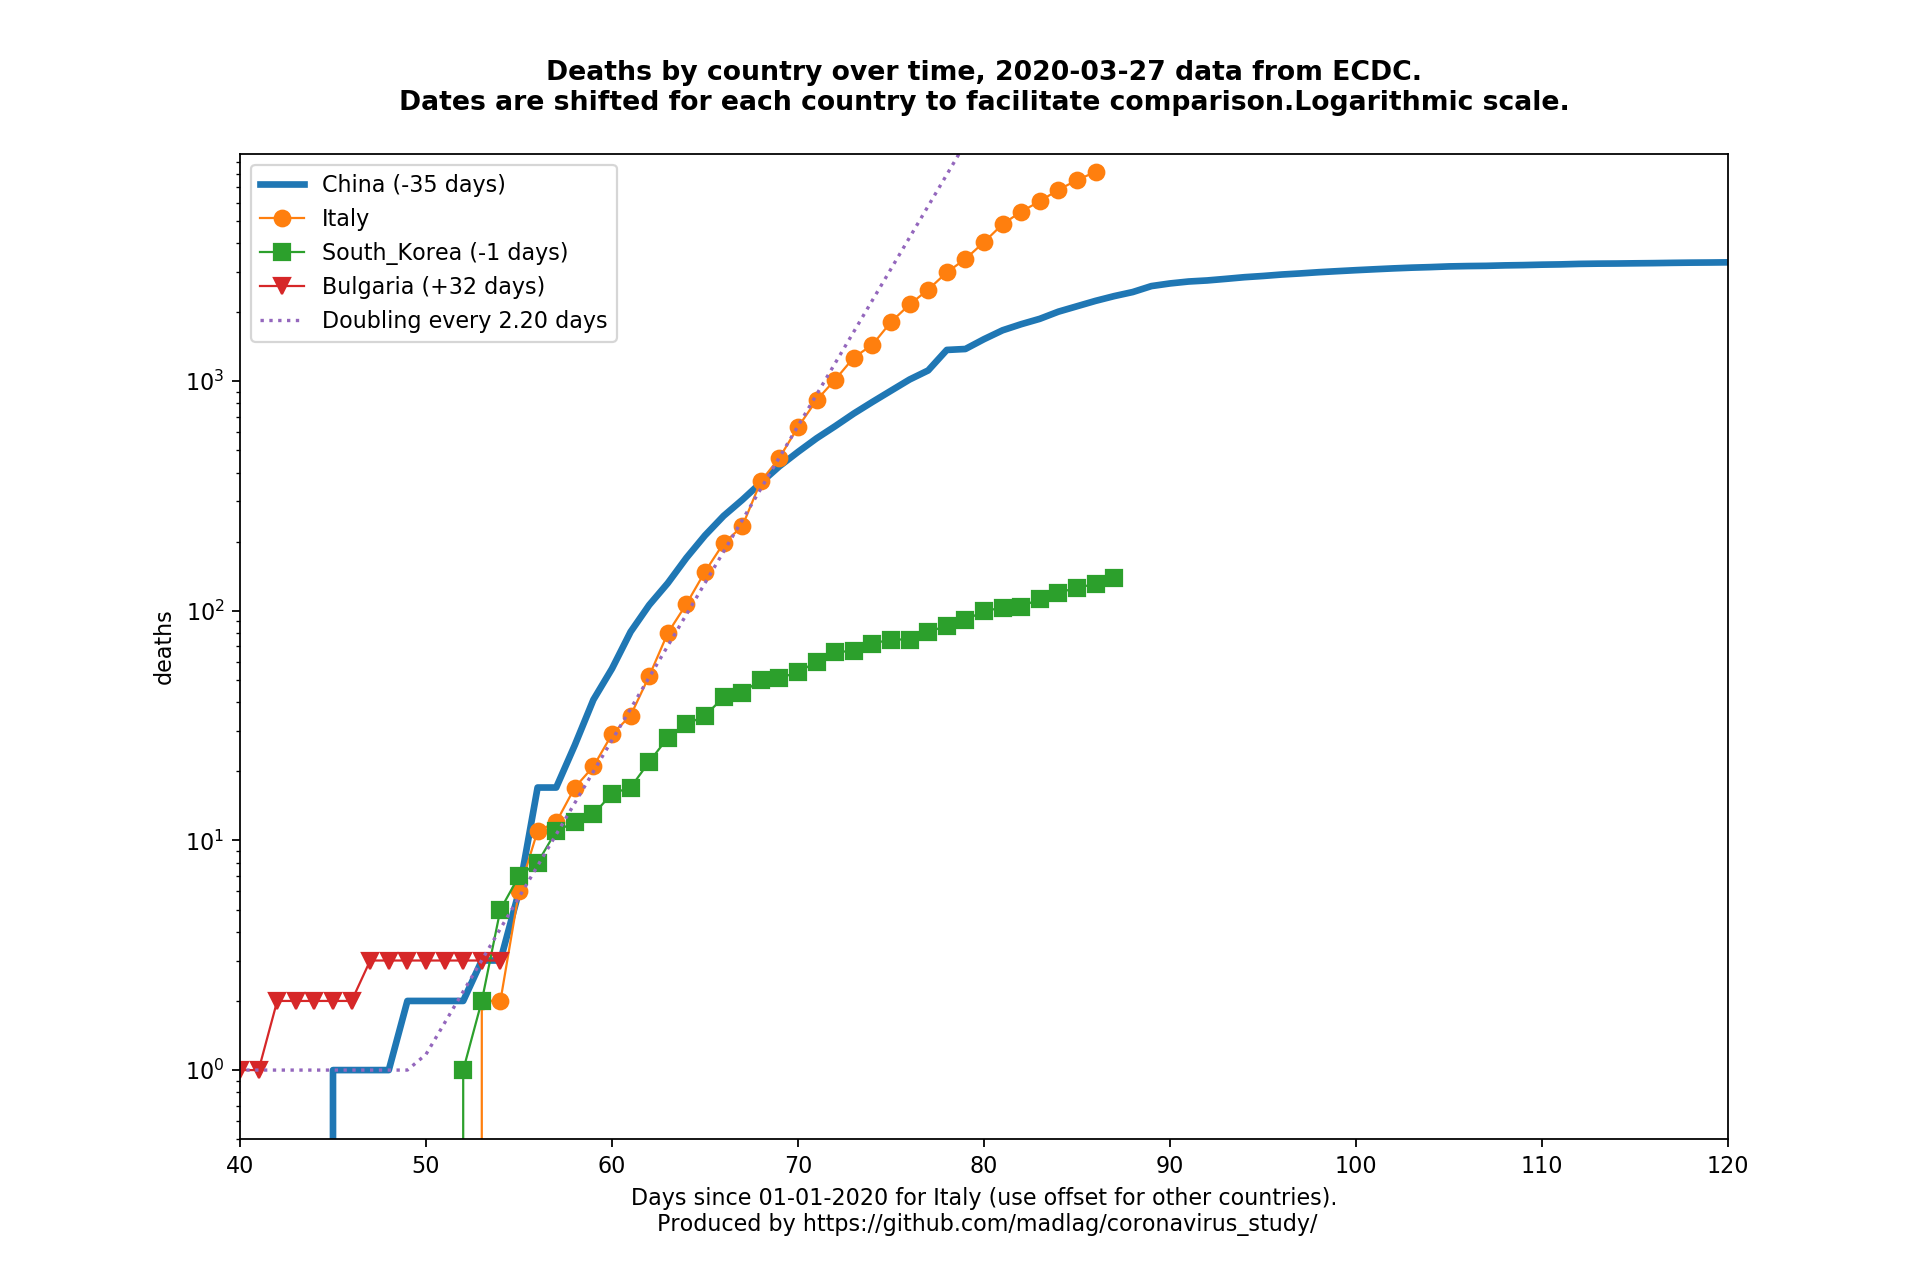 Deaths by country over time, 2020-03-27 data from ECDC.
Dates are shifted for each country to facilitate comparison.Logarithmic scale.
China (-35 days)
Italy
South_Korea (-1 days)
Bulgaria (+32 days)
Doubling every 2.20 days
deaths
10³
10²
10¹
10⁰
40 50 60 70 80 90 100 110 120
Days since 01-01-2020 for Italy (use offset for other countries).
Produced by https://github.com/madlag/coronavirus_study/